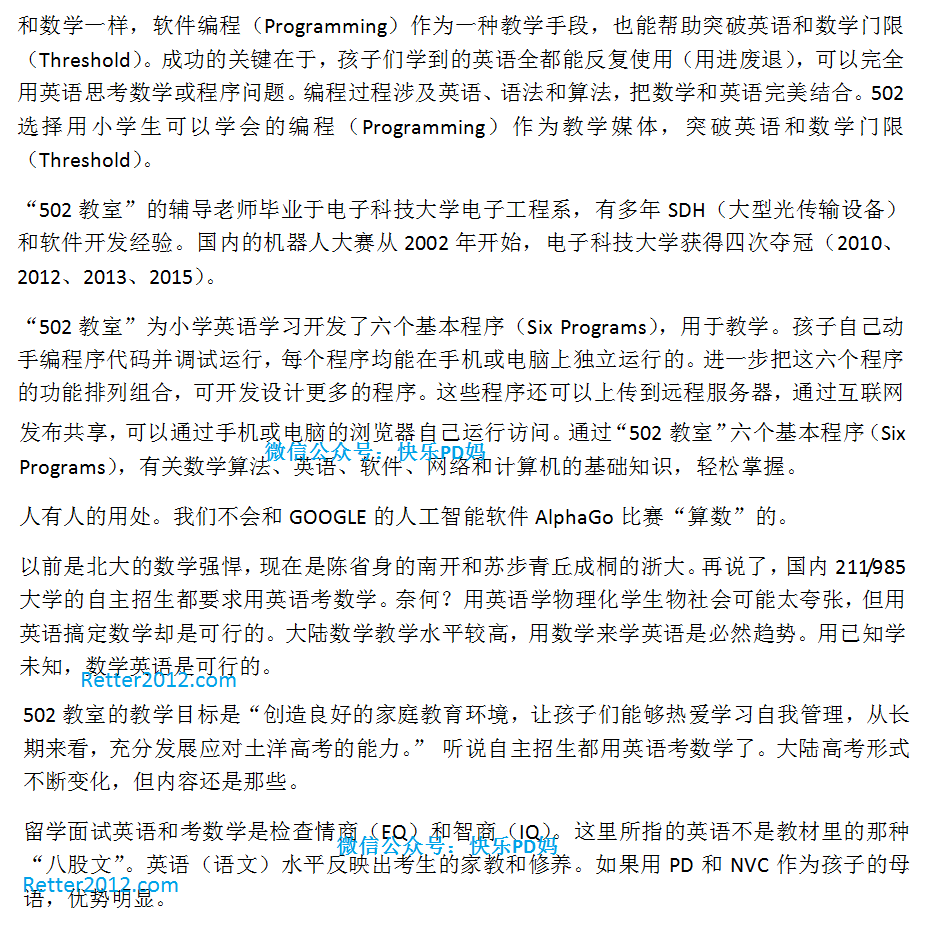 和数学一样，软件编程（Programming）作为一种教学手段，也能帮助突破英语和数学门限
（Threshold）。成功的关键在于，孩子们学到的英语全都能反复使用（用进废退），可以完全
用英语思考数学或程序问题。编程过程涉及英语、语法和算法，把数学和英语完美结合。502
选择用小学生可以学会的编程（Programming）作为教学媒体，突破英语和数学门限
（Threshold）。
“502 教室”的辅导老师毕业于电子科技大学电子工程系，有多年 SDH（大型光传输设备）
和软件开发经验。国内的机器人大赛从 2002 年开始，电子科技大学获得四次夺冠（2010、
2012、2013、2015）。
“502 教室”为小学英语学习开发了六个基本程序（Six Programs），用于教学。孩子自己动
手编程序代码并调试运行，每个程序均能在手机或电脑上独立运行的。进一步把这六个程序
的功能排列组合，可开发设计更多的程序。这些程序还可以上传到远程服务器，通过互联网
发布共享，可以通过手机或电脑的浏览器自己运行访问。通过“502 教室”六个基本程序（Six
微信公众号：快乐PD妈
Programs），有关数学算法、英语、软件、网络和计算机的基础知识，轻松掌握。
人有人的用处。我们不会和 GOOGLE 的人工智能软件 AlphaGo 比赛“算数”的。
以前是北大的数学强悍，现在是陈省身的南开和苏步青丘成桐的浙大。再说了，国内 211/985
大学的自主招生都要求用英语考数学。奈何？用英语学物理化学生物社会可能太夸张，但用
英语搞定数学却是可行的。大陆数学教学水平较高，用数学来学英语是必然趋势。用已知学
未知，数学英语是可行的。
Retter2012.com
502 教室的教学目标是“创造良好的家庭教育环境，让孩子们能够热爱学习自我管理，从长
期来看，充分发展应对土洋高考的能力。” 听说自主招生都用英语考数学了。大陆高考形式
不断变化，但内容还是那些。
留学面试英语和考数学是检查情商（EQ）和智商（IQ）。这里所指的英语不是教材里的那种
微信公众号：快乐PD妈
“八股文”。英语（语文）水平反映出考生的家教和修养。如果用 PD 和 NVC 作为孩子的母
Retter2012.com
语，优势明显。